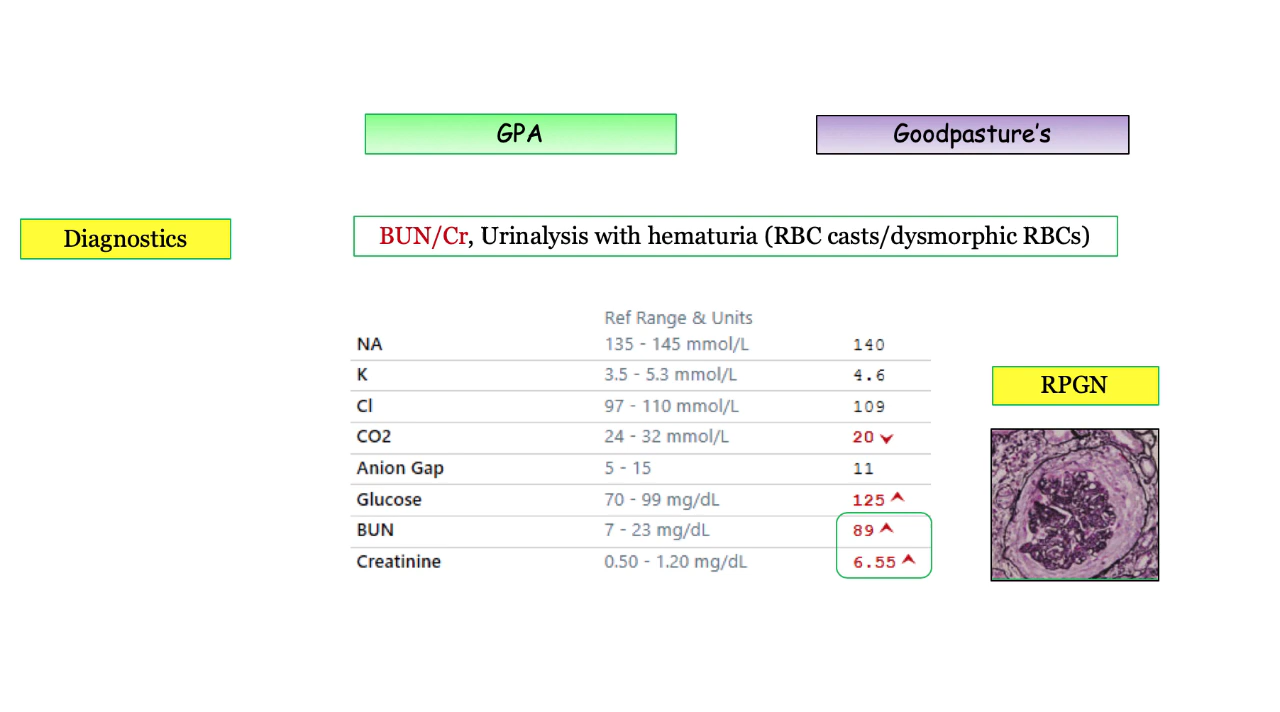 GPA
Goodpasture's
Diagnostics
BUN/Cr, Urinalysis with hematuria (RBC casts/dysmorphic RBCs)
Ref Range & Units
NA 135 - 145 mmol/L 140
K 3.5 - 5.3 mmol/L 4.6
Cl 97 - 110 mmol/L 109
CO2 24 - 32 mmol/L 20
Anion Gap 5 - 15 11
Glucose 70 - 99 mg/dL 125
BUN 7 - 23 mg/dL 89
Creatinine 0.50 - 1.20 mg/dL 6.55
RPGN